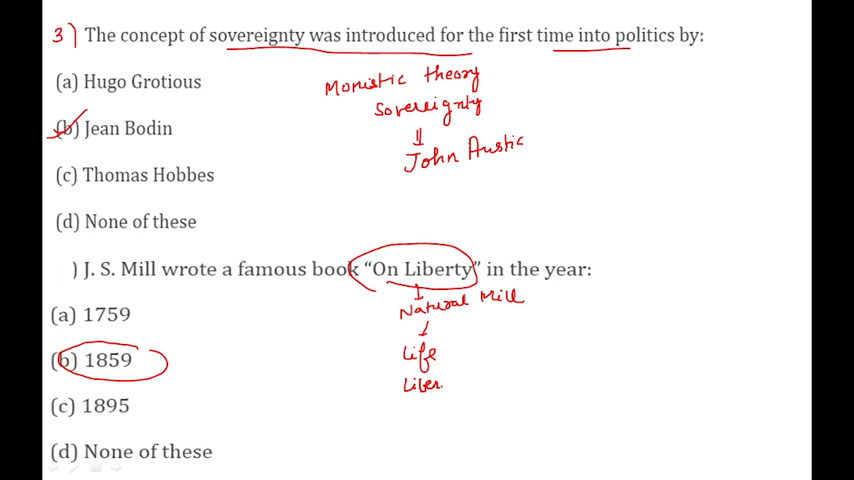 3) The concept of sovereignty was introduced for the first time into politics by:
(a) Hugo Grotious
Monistic theory
Sovereignty
(b) Jean Bodin
John Austic
(c) Thomas Hobbes
(d) None of these
) J. S. Mill wrote a famous book “On Liberty” in the year:
Natural Mill
(a) 1759
Life
(b) 1859
Liber.
(c) 1895
(d) None of these